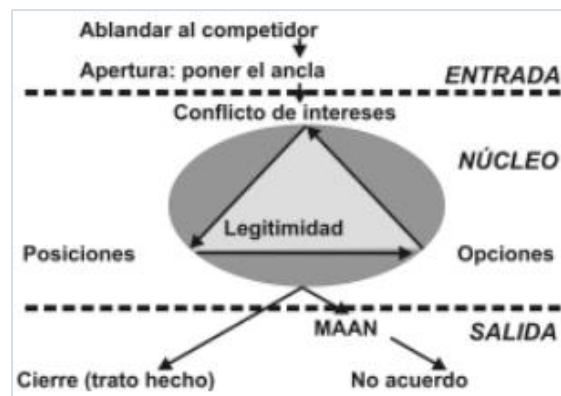 Ablandar al competidor
Apertura: poner el ancla
ENTRADA
Conflicto de intereses
NÚCLEO
Legitimidad
Posiciones
Opciones
MAAN
SALIDA
Cierre (trato hecho)
No acuerdo